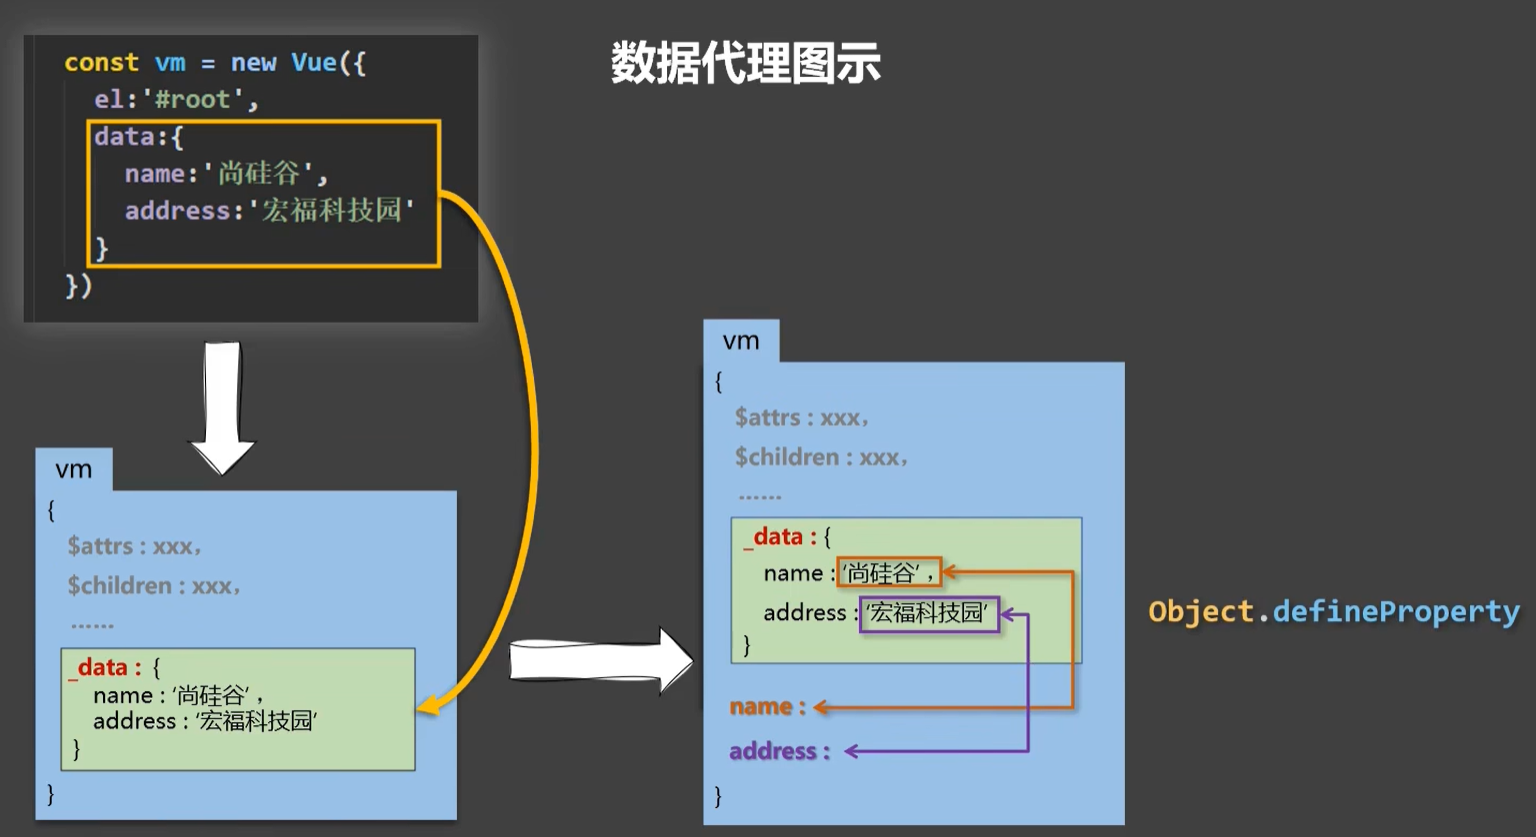 数据代理图示
const vm = new Vue({
el:'#root',
data:{
name:'尚硅谷',
address:'宏福科技园'
}
})
vm
{
$attrs : xxx，
$children : xxx，
……
_data : {
name : ‘尚硅谷’，
address : ‘宏福科技园’
}
}
vm
{
$attrs : xxx，
$children : xxx，
……
_data : {
name : ‘尚硅谷’，
address : ‘宏福科技园’
}
name :
address :
}
Object.defineProperty